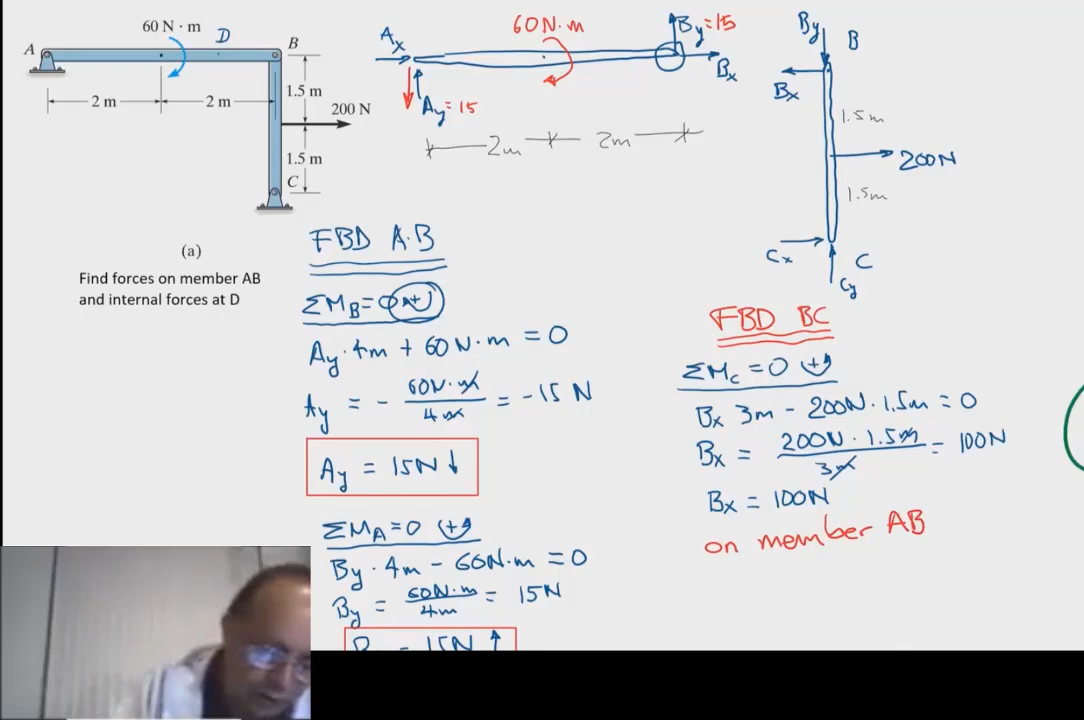 60 N · m
D
A
B
2 m
2 m
1.5 m
200 N
1.5 m
C
(a)
Find forces on member AB
and internal forces at D
Ax
60N·m
By=15
Bx
Ay=15
2m
2m
By
B
Bx
1.5m
200N
1.5m
Cx
C
Cy
FBD A·B
ΣMB=0 +
Ay·4m + 60N·m = 0
Ay = - 60N·m / 4m = -15 N
Ay = 15N ↓
ΣMA=0 +
By·4m - 60N·m = 0
By = 60N·m / 4m = 15N
= 15N ↑
FBD BC
ΣMC=0 +
Bx 3m - 200N·1.5m = 0
Bx = 200N·1.5m / 3m = 100N
Bx = 100N
on member AB